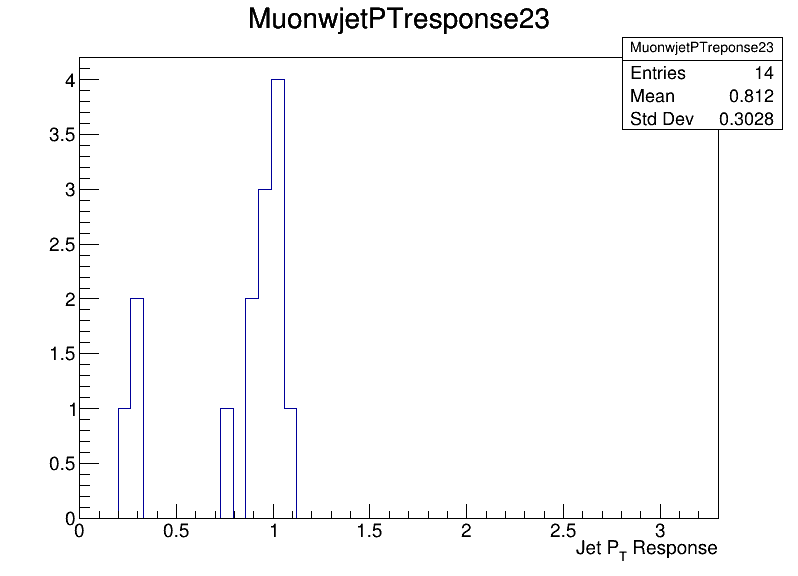 MuonwjetPTresponse23
MuonwjetPTreponse23
Entries 14
Mean 0.812
Std Dev 0.3028
4
3.5
3
2.5
2
1.5
1
0.5
0
0 0.5 1 1.5 2 2.5 3
Jet P_T Response